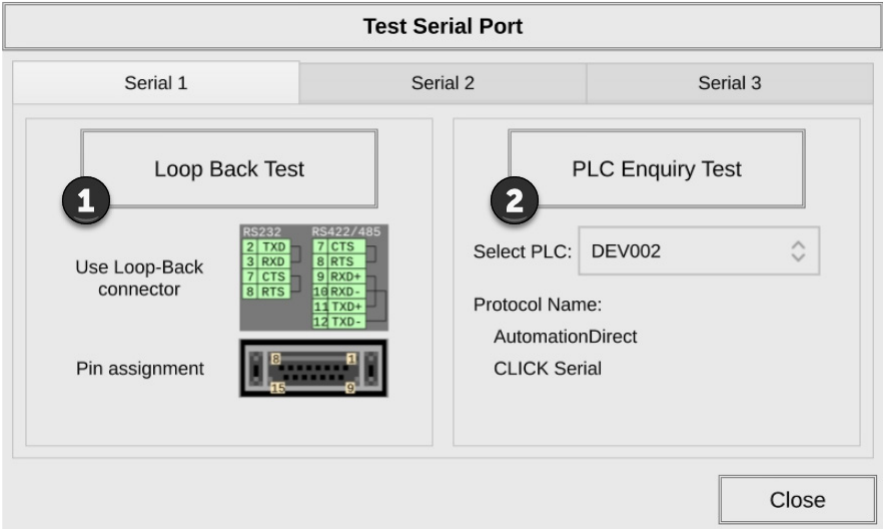 Test Serial Port
Serial 1
Serial 2
Serial 3
Loop Back Test
1
Use Loop-Back
connector
RS232
2 TXD
3 RXD
7 CTS
8 RTS
RS422/485
7 CTS
8 RTS
9 RXD+
10 RXD-
11 TXD+
12 TXD-
Pin assignment
8 1
15 9
PLC Enquiry Test
2
Select PLC: DEV002
Protocol Name:
AutomationDirect
CLICK Serial
Close